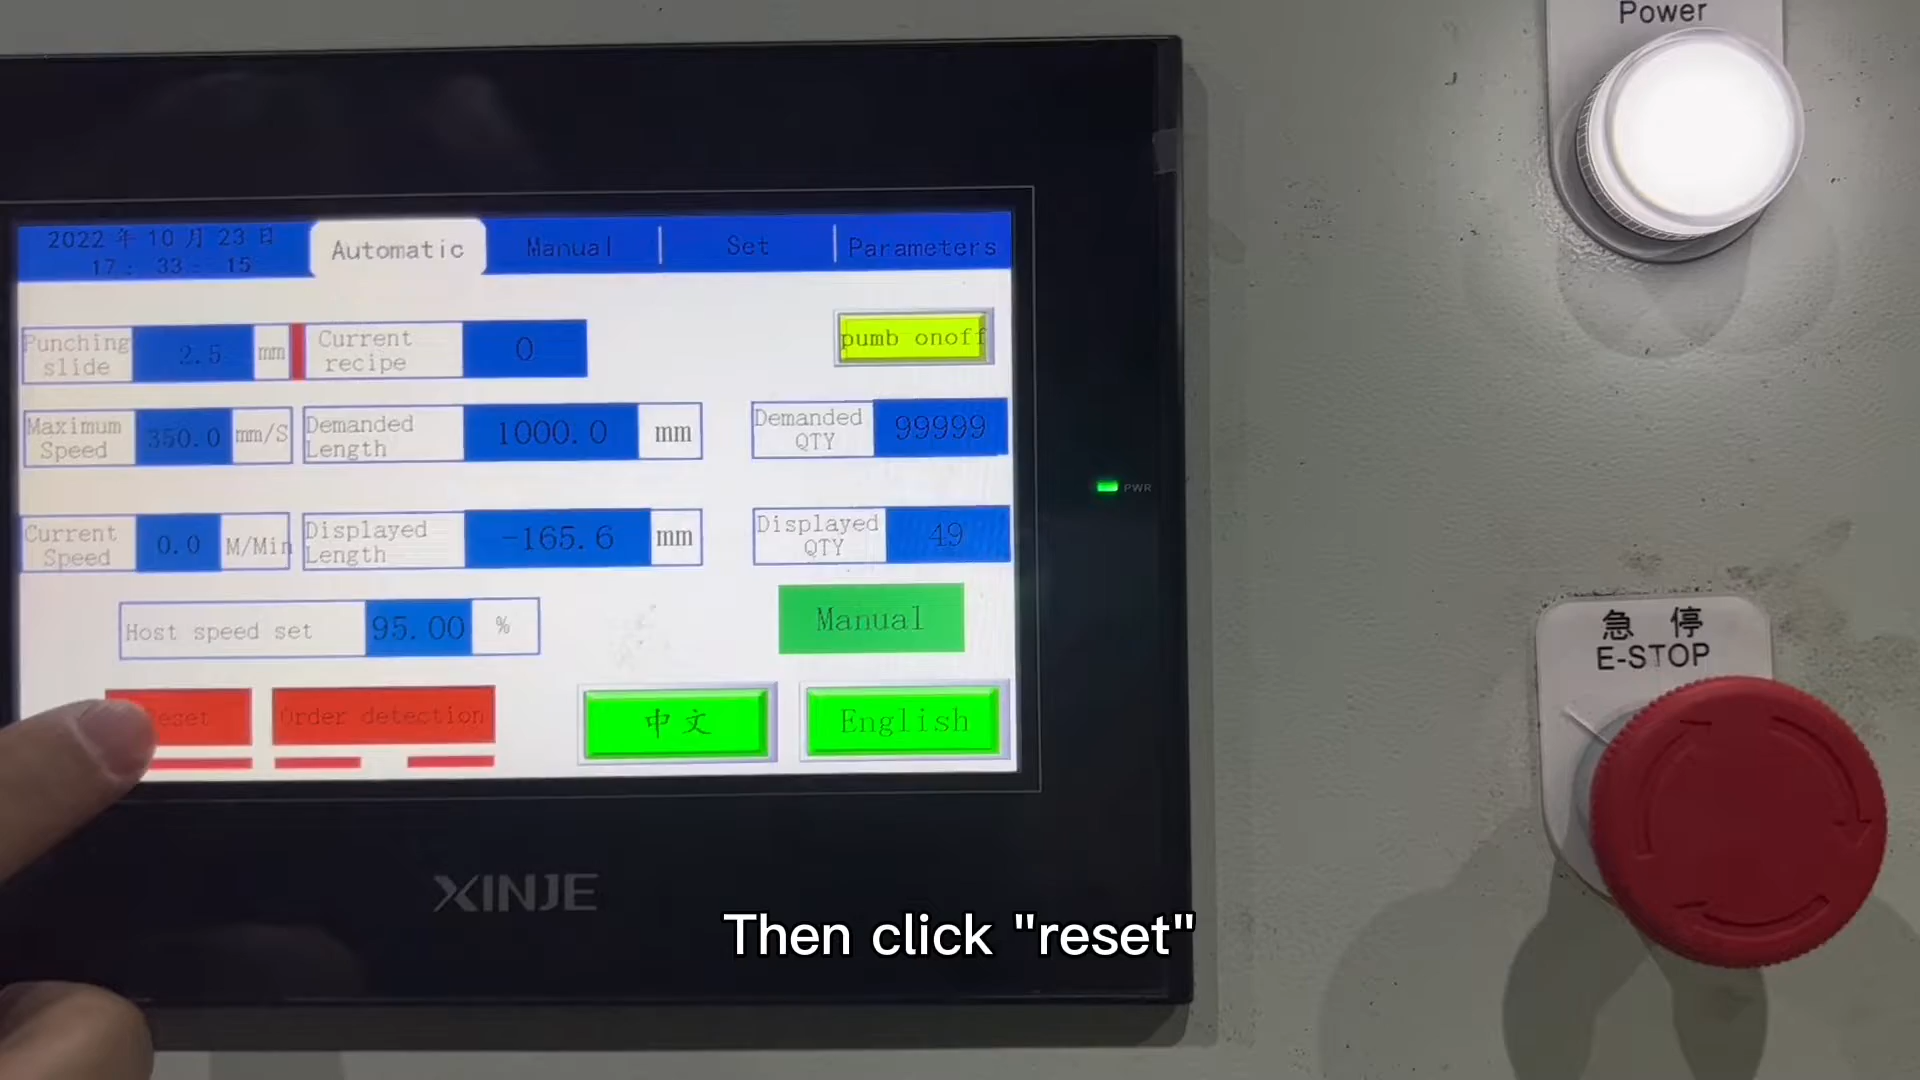 Power
2022 年 10 月 23 日
17 : 33 : 15
Automatic
Manual
Set
Parameters
Punching
slide
2.5
mm
Current
recipe
0
pumb onoff
Maximum
Speed
350.0
mm/S
Demanded
Length
1000.0
mm
Demanded
QTY
99999
PWR
Current
Speed
0.0
M/Min
Displayed
Length
-165.6
mm
Displayed
QTY
49
Host speed set
95.00
%
Manual
急 停
E-STOP
Reset
Order detection
中文
English
XINJE
Then click "reset"